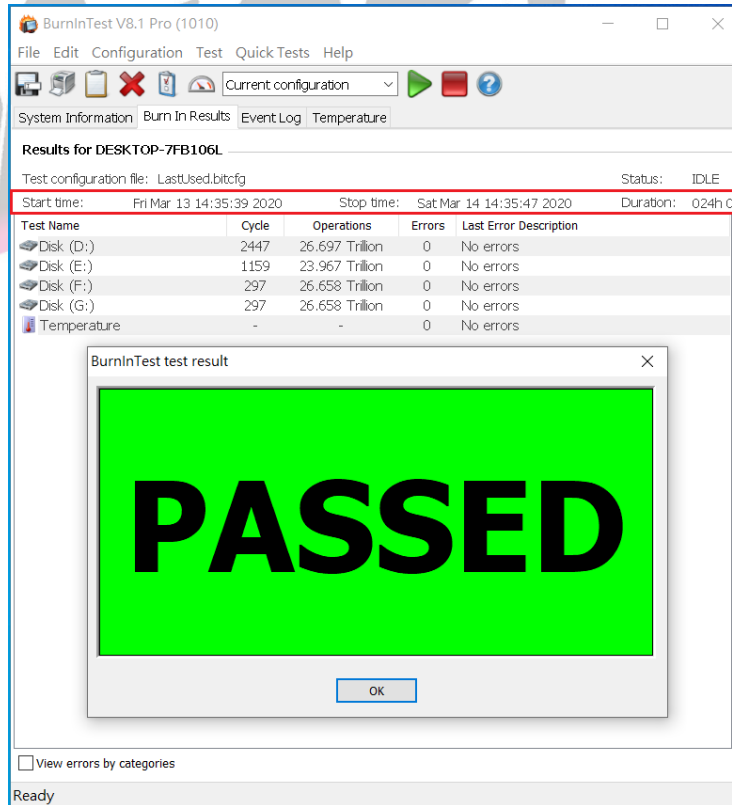 BurnInTest V8.1 Pro (1010)
File Edit Configuration Test Quick Tests Help
Current configuration
System Information Burn In Results Event Log Temperature
Results for DESKTOP-7FB106L
Test configuration file: LastUsed.bitcfg Status: IDLE
Start time: Fri Mar 13 14:35:39 2020 Stop time: Sat Mar 14 14:35:47 2020 Duration: 024h 0
Test Name Cycle Operations Errors Last Error Description
Disk (D:) 2447 26.697 Trillion 0 No errors
Disk (E:) 1159 23.967 Trillion 0 No errors
Disk (F:) 297 26.658 Trillion 0 No errors
Disk (G:) 297 26.658 Trillion 0 No errors
Temperature - - 0 No errors
BurnInTest test result
PASSED
OK
View errors by categories
Ready